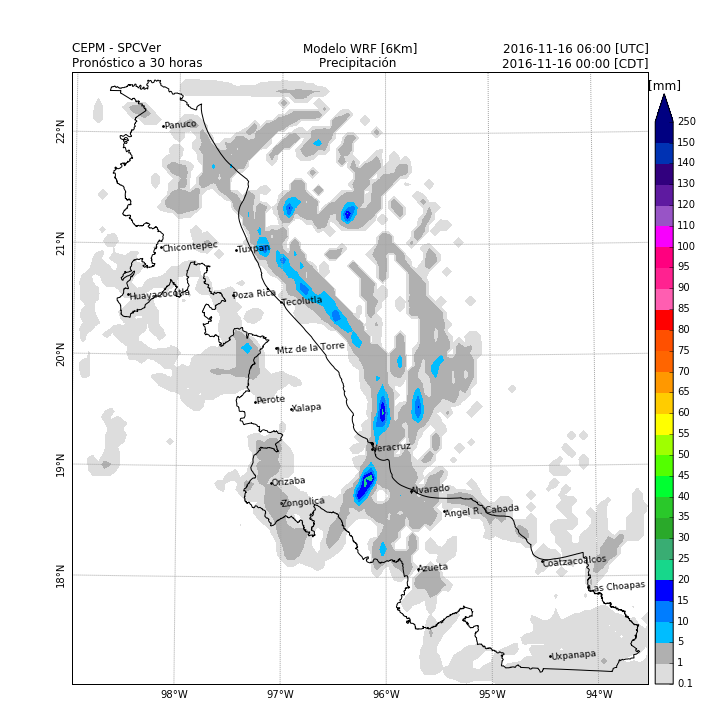 CEPM - SPCVer Modelo WRF [6Km] 2016-11-16 06:00 [UTC]
Pronóstico a 30 horas Precipitación 2016-11-16 00:00 [CDT]
[mm]
250
150
140
130
120
110
100
95
90
85
80
75
70
65
60
55
50
45
40
35
30
25
20
15
10
5
1
0.1
22°N
21°N
20°N
19°N
18°N
Panuco
Chicontepec
Tuxpan
Huayacocotla
Poza Rica
Tecolutla
Mtz de la Torre
Perote
Xalapa
Veracruz
Orizaba
Alvarado
Zongolica
Angel R. Cabada
Coatzacoalcos
Azueta
Las Choapas
Uxpanapa
98°W 97°W 96°W 95°W 94°W